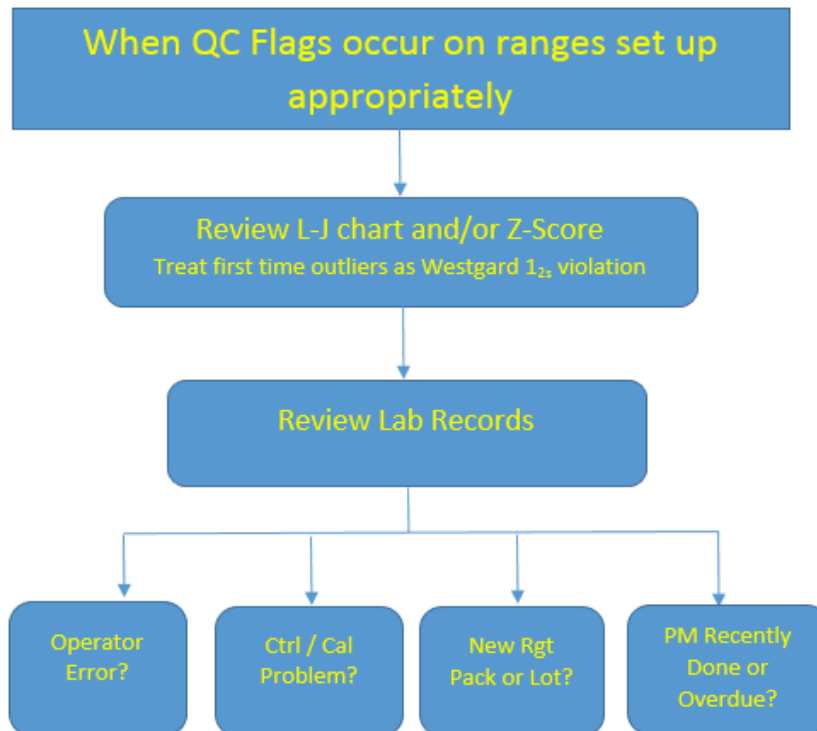 When QC Flags occur on ranges set up
appropriately
Review L-J chart and/or Z-Score
Treat first time outliers as Westgard 1₂ₛ violation
Review Lab Records
Operator
Error?
Ctrl / Cal
Problem?
New Rgt
Pack or Lot?
PM Recently
Done or
Overdue?